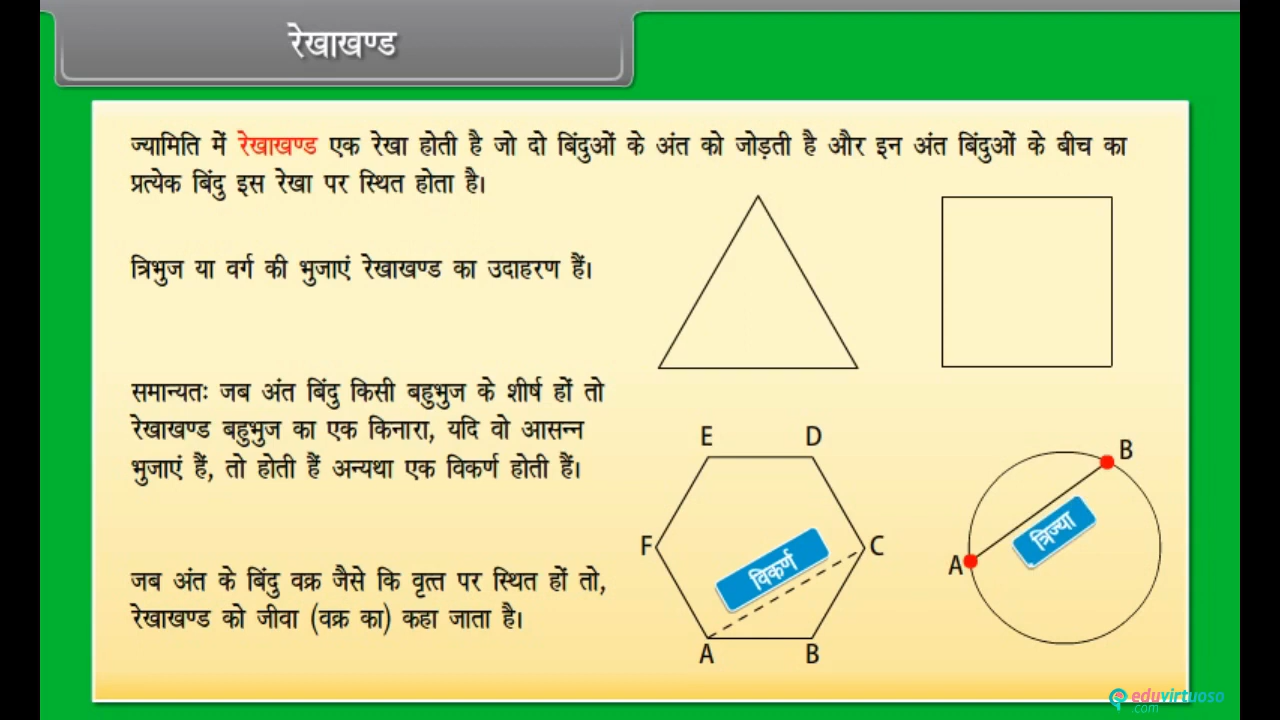 रेखाखण्ड
ज्यामिति में रेखाखण्ड एक रेखा होती है जो दो बिंदुओं के अंत को जोड़ती है और इन अंत बिंदुओं के बीच का
प्रत्येक बिंदु इस रेखा पर स्थित होता है।
त्रिभुज या वर्ग की भुजाएं रेखाखण्ड का उदाहरण हैं।
समान्यतः जब अंत बिंदु किसी बहुभुज के शीर्ष हों तो
रेखाखण्ड बहुभुज का एक किनारा, यदि वो आसन्न
भुजाएं हैं, तो होती हैं अन्यथा एक विकर्ण होती हैं।
जब अंत के बिंदु वक्र जैसे कि वृत्त पर स्थित हों तो,
रेखाखण्ड को जीवा (वक्र का) कहा जाता है।
E D
F C
विकर्ण
A B
B
त्रिज्या
A
eduvirtuoso
.com